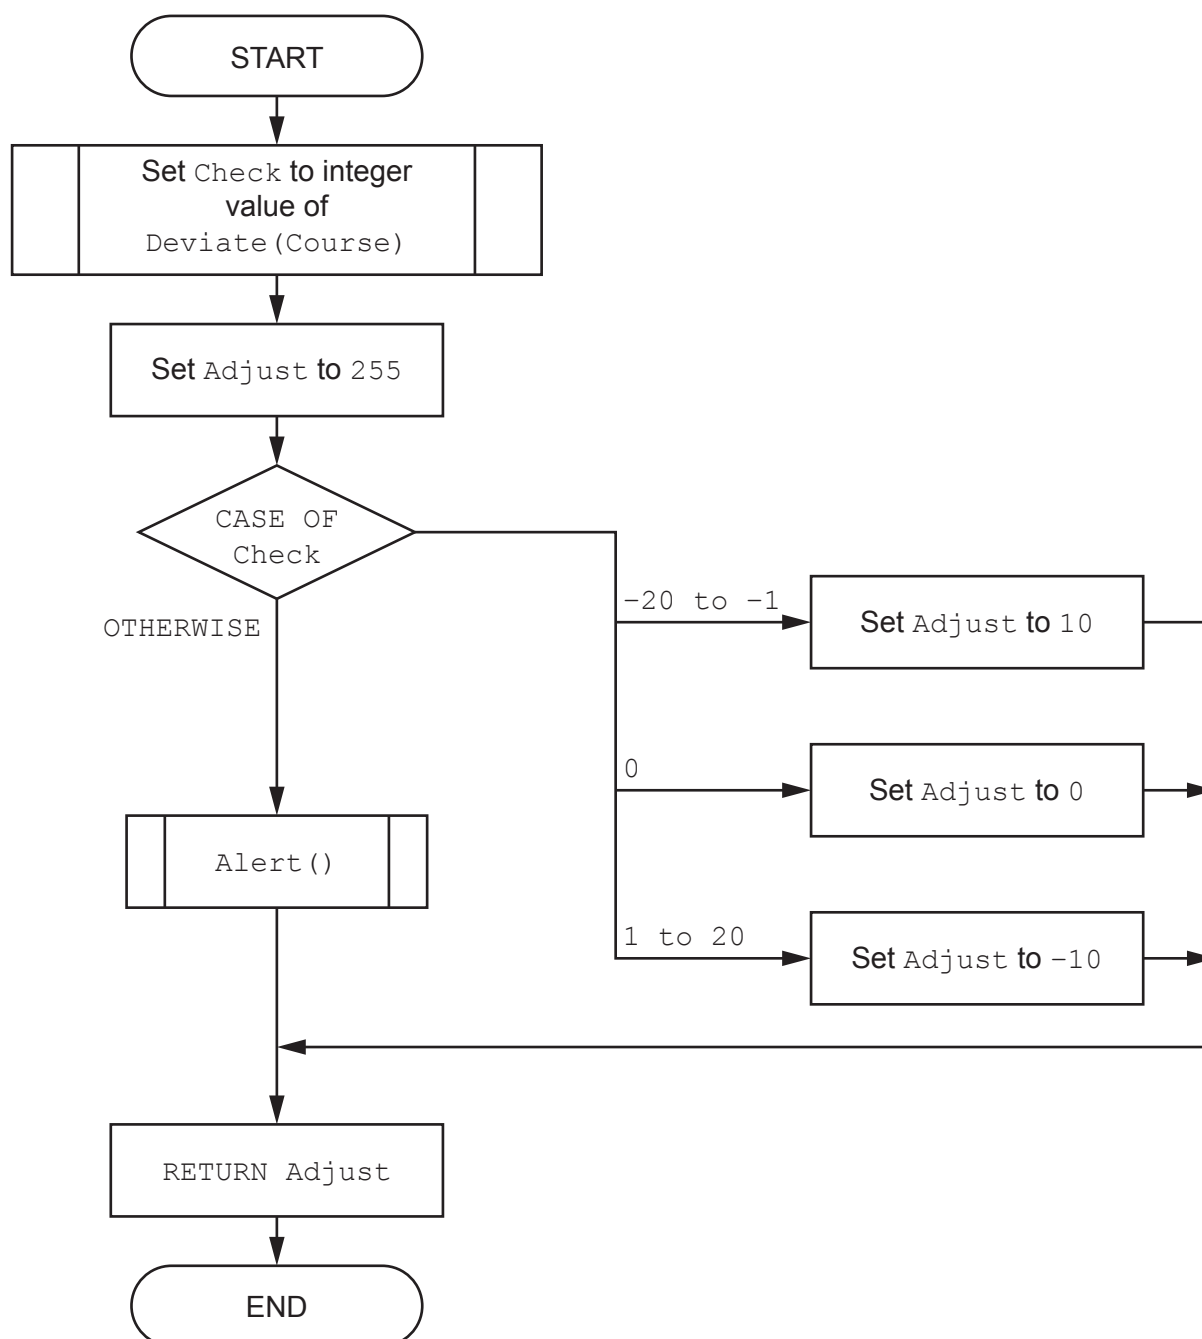 START
Set Check to integer
value of
Deviate(Course)
Set Adjust to 255
CASE OF
Check
OTHERWISE
−20 to −1
Set Adjust to 10
0
Set Adjust to 0
Alert()
1 to 20
Set Adjust to −10
RETURN Adjust
END